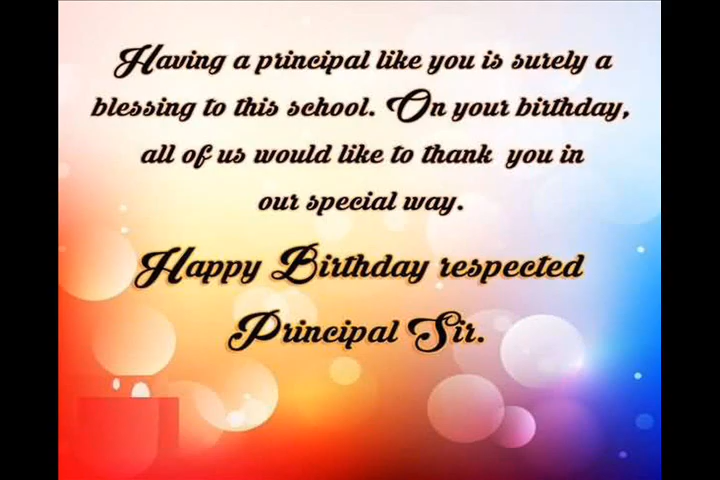 Having a principal like you is surely a
blessing to this school. On your birthday,
all of us would like to thank you in
our special way.
Happy Birthday respected
Principal Sir.